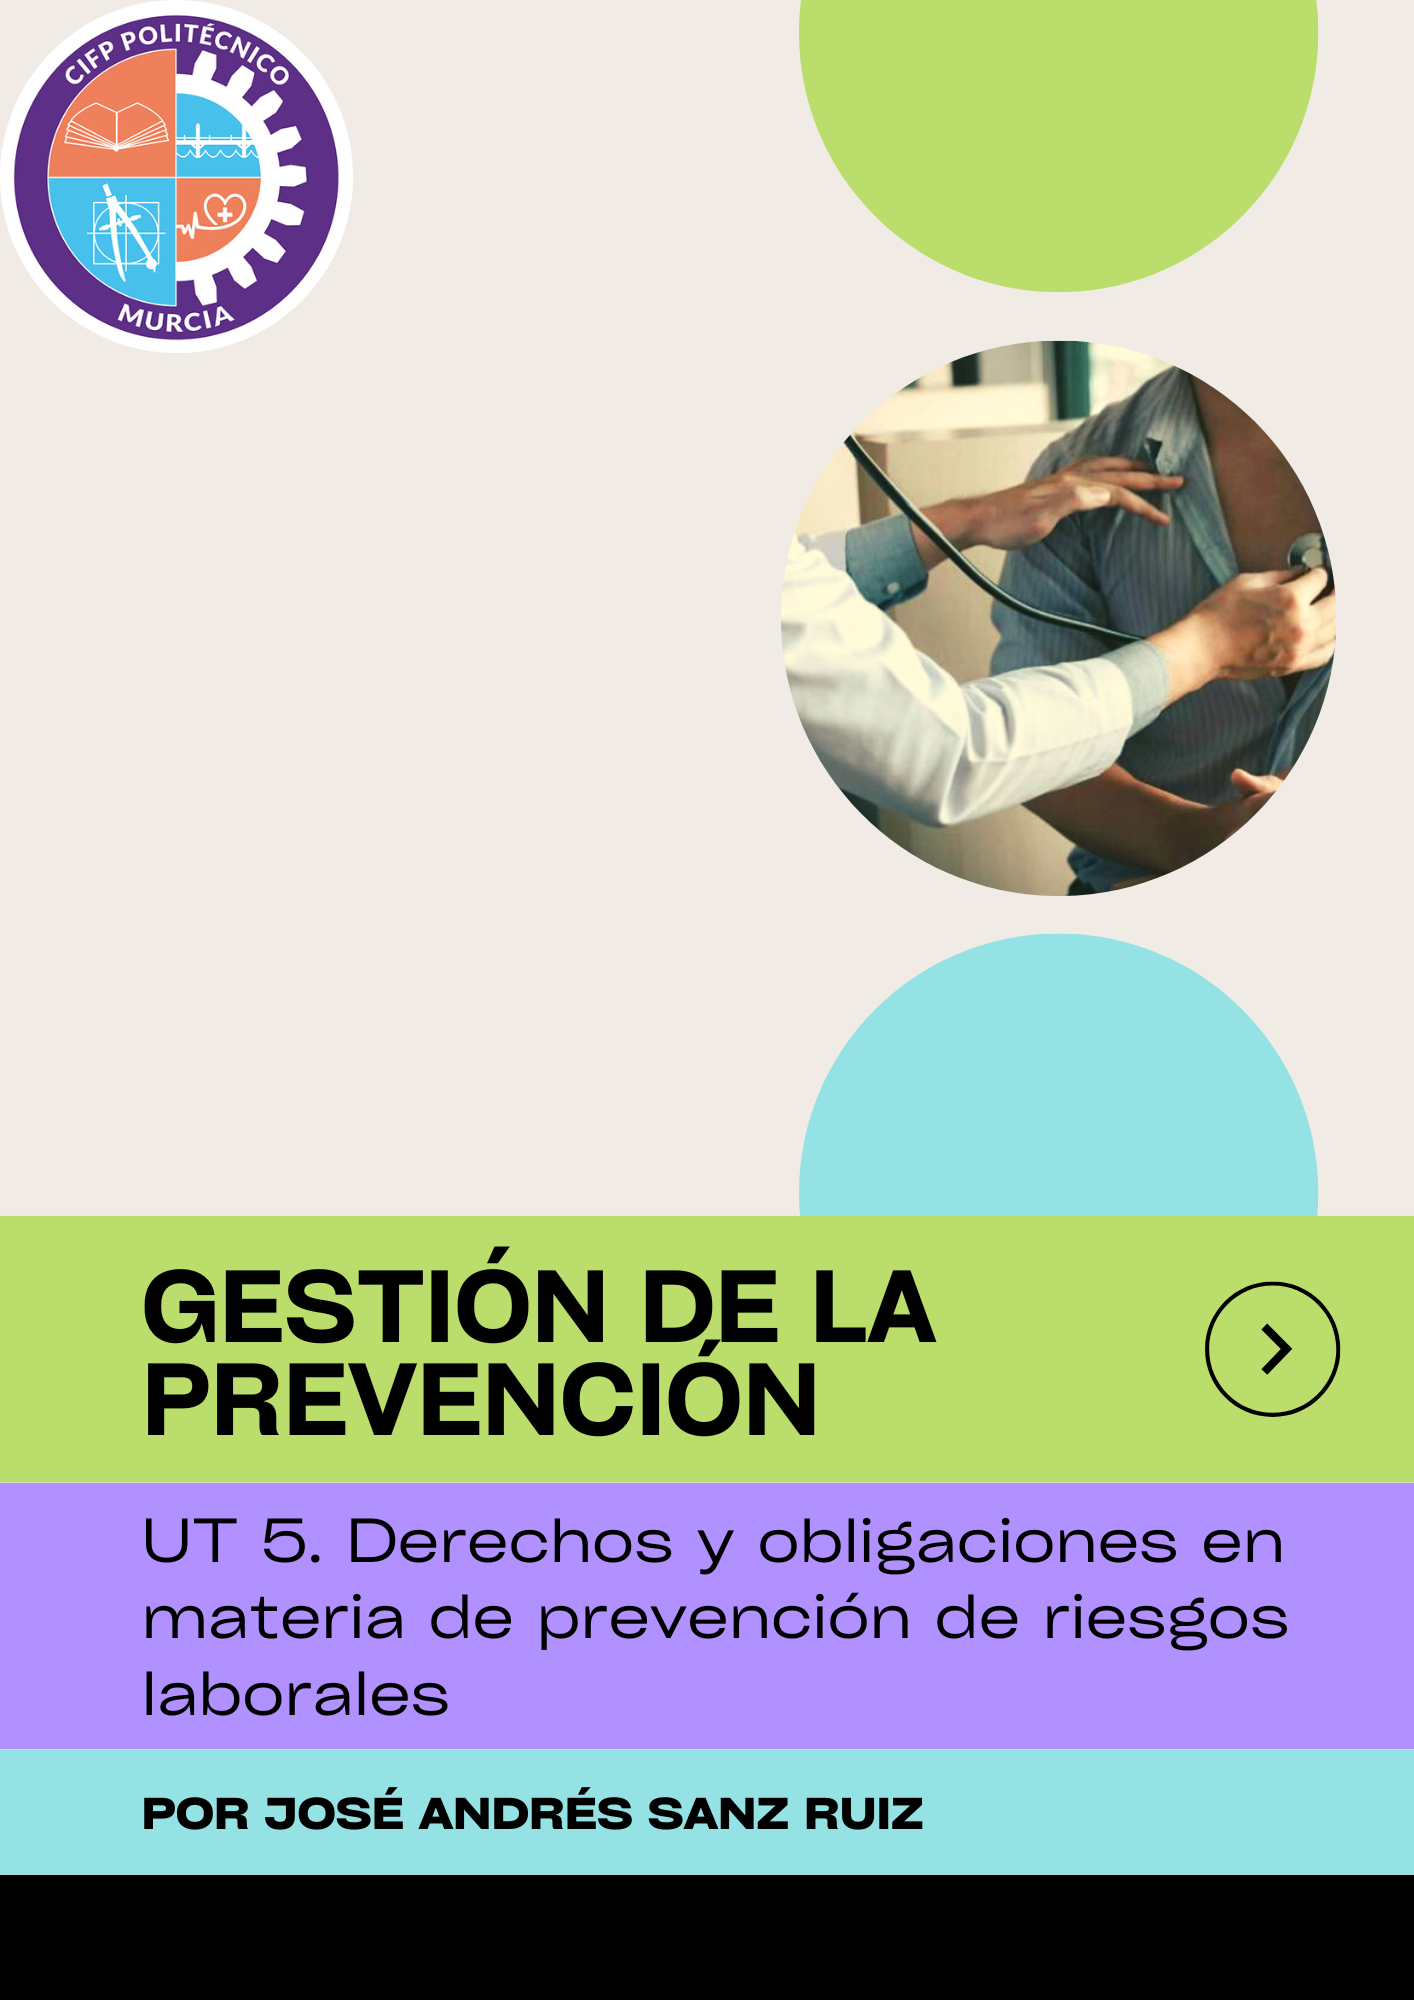 CIFP POLITÉCNICO
MURCIA
GESTIÓN DE LA
PREVENCIÓN
UT 5. Derechos y obligaciones en
materia de prevención de riesgos
laborales
POR JOSÉ ANDRÉS SANZ RUIZ